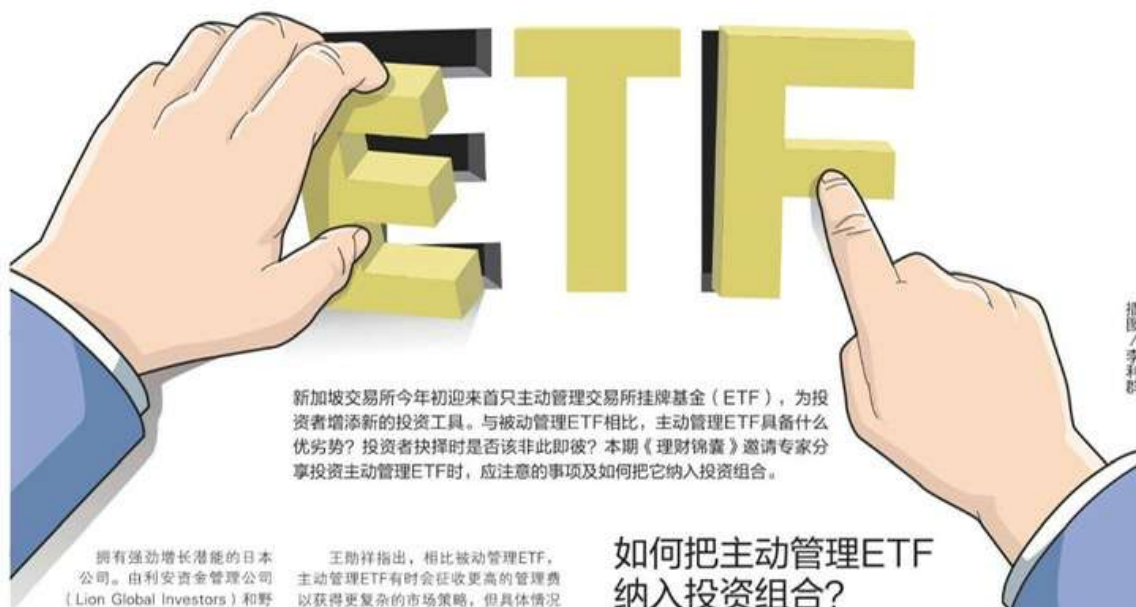 ETF
插图／李利群
新加坡交易所今年初迎来首只主动管理交易所挂牌基金（ETF），为投
资者增添新的投资工具。与被动管理ETF相比，主动管理ETF具备什么
优劣势？投资者抉择时是否该非此即彼？本期《理财锦囊》邀请专家分
享投资主动管理ETF时，应注意的事项及如何把它纳入投资组合。
拥有强劲增长潜能的日本
公司。由利安资金管理公司
（Lion Global Investors）和野
王勋祥指出，相比被动管理ETF，
主动管理ETF有时会征收更高的管理费
以获得更复杂的市场策略，但具体情况
如何把主动管理ETF
纳入投资组合？